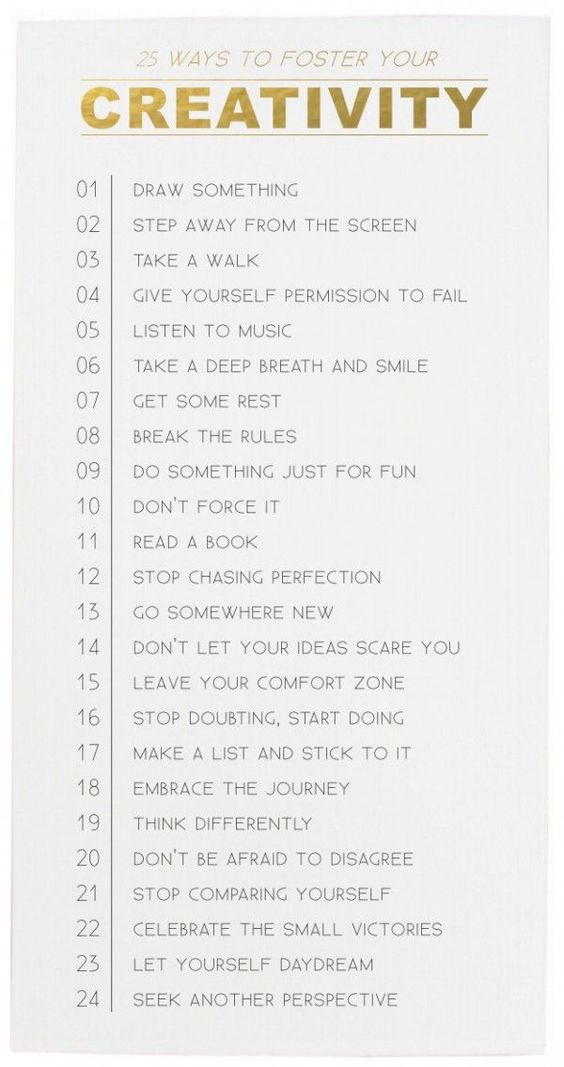 25 WAYS TO FOSTER YOUR
CREATIVITY
01 DRAW SOMETHING
02 STEP AWAY FROM THE SCREEN
03 TAKE A WALK
04 GIVE YOURSELF PERMISSION TO FAIL
05 LISTEN TO MUSIC
06 TAKE A DEEP BREATH AND SMILE
07 GET SOME REST
08 BREAK THE RULES
09 DO SOMETHING JUST FOR FUN
10 DON'T FORCE IT
11 READ A BOOK
12 STOP CHASING PERFECTION
13 GO SOMEWHERE NEW
14 DON'T LET YOUR IDEAS SCARE YOU
15 LEAVE YOUR COMFORT ZONE
16 STOP DOUBTING, START DOING
17 MAKE A LIST AND STICK TO IT
18 EMBRACE THE JOURNEY
19 THINK DIFFERENTLY
20 DON'T BE AFRAID TO DISAGREE
21 STOP COMPARING YOURSELF
22 CELEBRATE THE SMALL VICTORIES
23 LET YOURSELF DAYDREAM
24 SEEK ANOTHER PERSPECTIVE